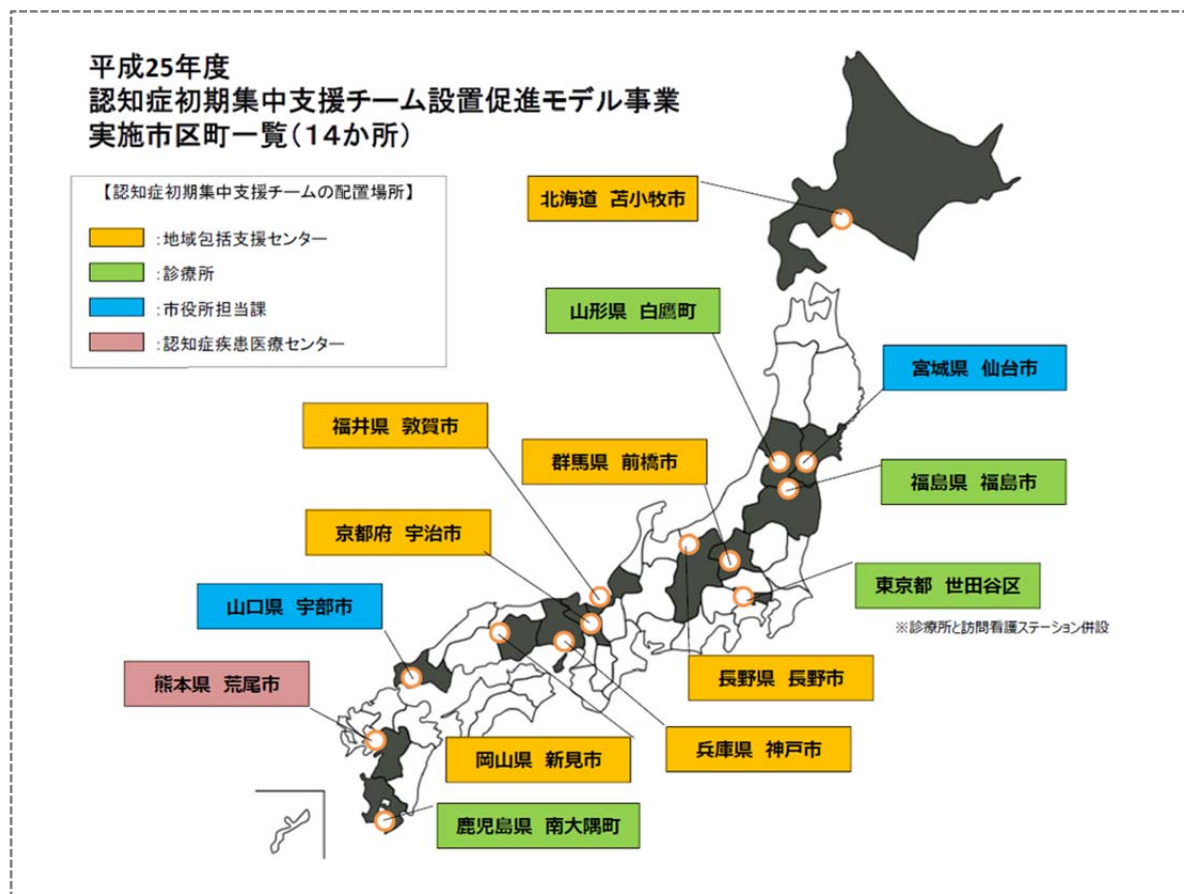 平成25年度
認知症初期集中支援チーム設置促進モデル事業
実施市区町一覧（14か所）
【認知症初期集中支援チームの配置場所】
：地域包括支援センター
：診療所
：市役所担当課
：認知症疾患医療センター
北海道 苫小牧市
山形県 白鷹町
宮城県 仙台市
福井県 敦賀市
群馬県 前橋市
福島県 福島市
京都府 宇治市
東京都 世田谷区
※診療所と訪問看護ステーション併設
山口県 宇部市
長野県 長野市
熊本県 荒尾市
岡山県 新見市
兵庫県 神戸市
鹿児島県 南大隅町